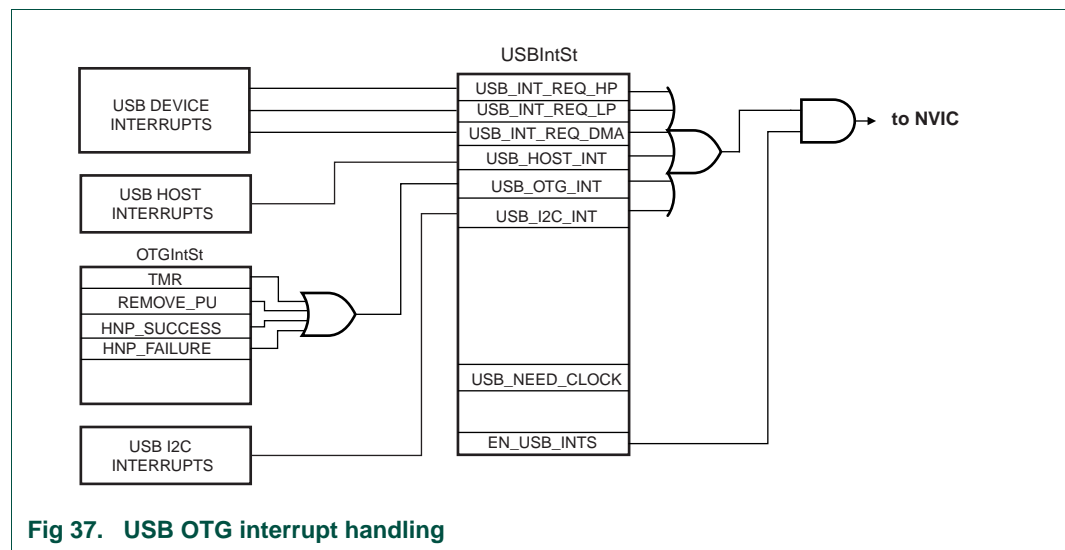 USBIntSt
USB DEVICE
INTERRUPTS
USB_INT_REQ_HP
USB_INT_REQ_LP
USB_INT_REQ_DMA
USB_HOST_INT
USB_OTG_INT
USB_I2C_INT
to NVIC
USB HOST
INTERRUPTS
OTGIntSt
TMR
REMOVE_PU
HNP_SUCCESS
HNP_FAILURE
USB_NEED_CLOCK
EN_USB_INTS
USB I2C
INTERRUPTS
Fig 37. USB OTG interrupt handling